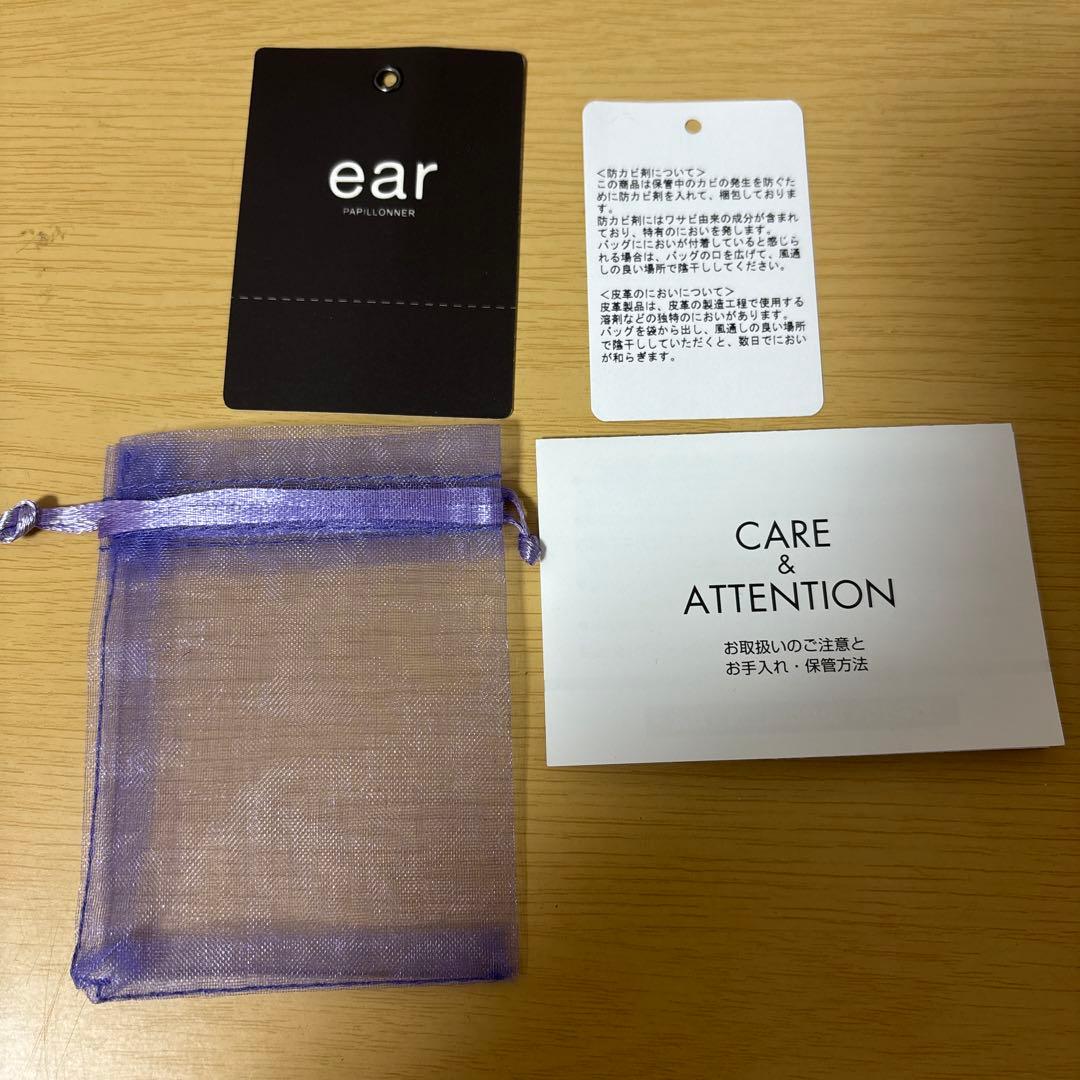 ear
PAPILLONNER
<防カビ剤について>
この商品は保管中のカビの発生を防ぐた
めに防カビ剤を入れて、梱包しておりま
す。
防カビ剤にはワサビ由来の成分が含まれ
ており、特有のにおいを発します。
バッグににおいが付着していると感じら
れる場合は、バッグの口を広げて、風通
しの良い場所で陰干ししてください。
<皮革のにおいについて>
皮革製品は、皮革の製造工程で使用する
溶剤などの独特のにおいがあります。
バッグを袋から出し、風通しの良い場所
で陰干ししていただくと、数日でにおい
が和らぎます。
CARE
&
ATTENTION
お取扱いのご注意と
お手入れ・保管方法